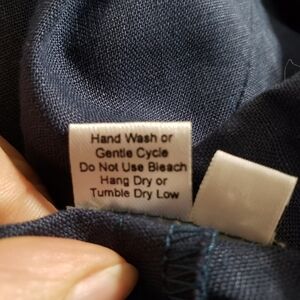 Hand Wash or
Gentle Cycle
Do Not Use Bleach
Hang Dry or
Tumble Dry Low